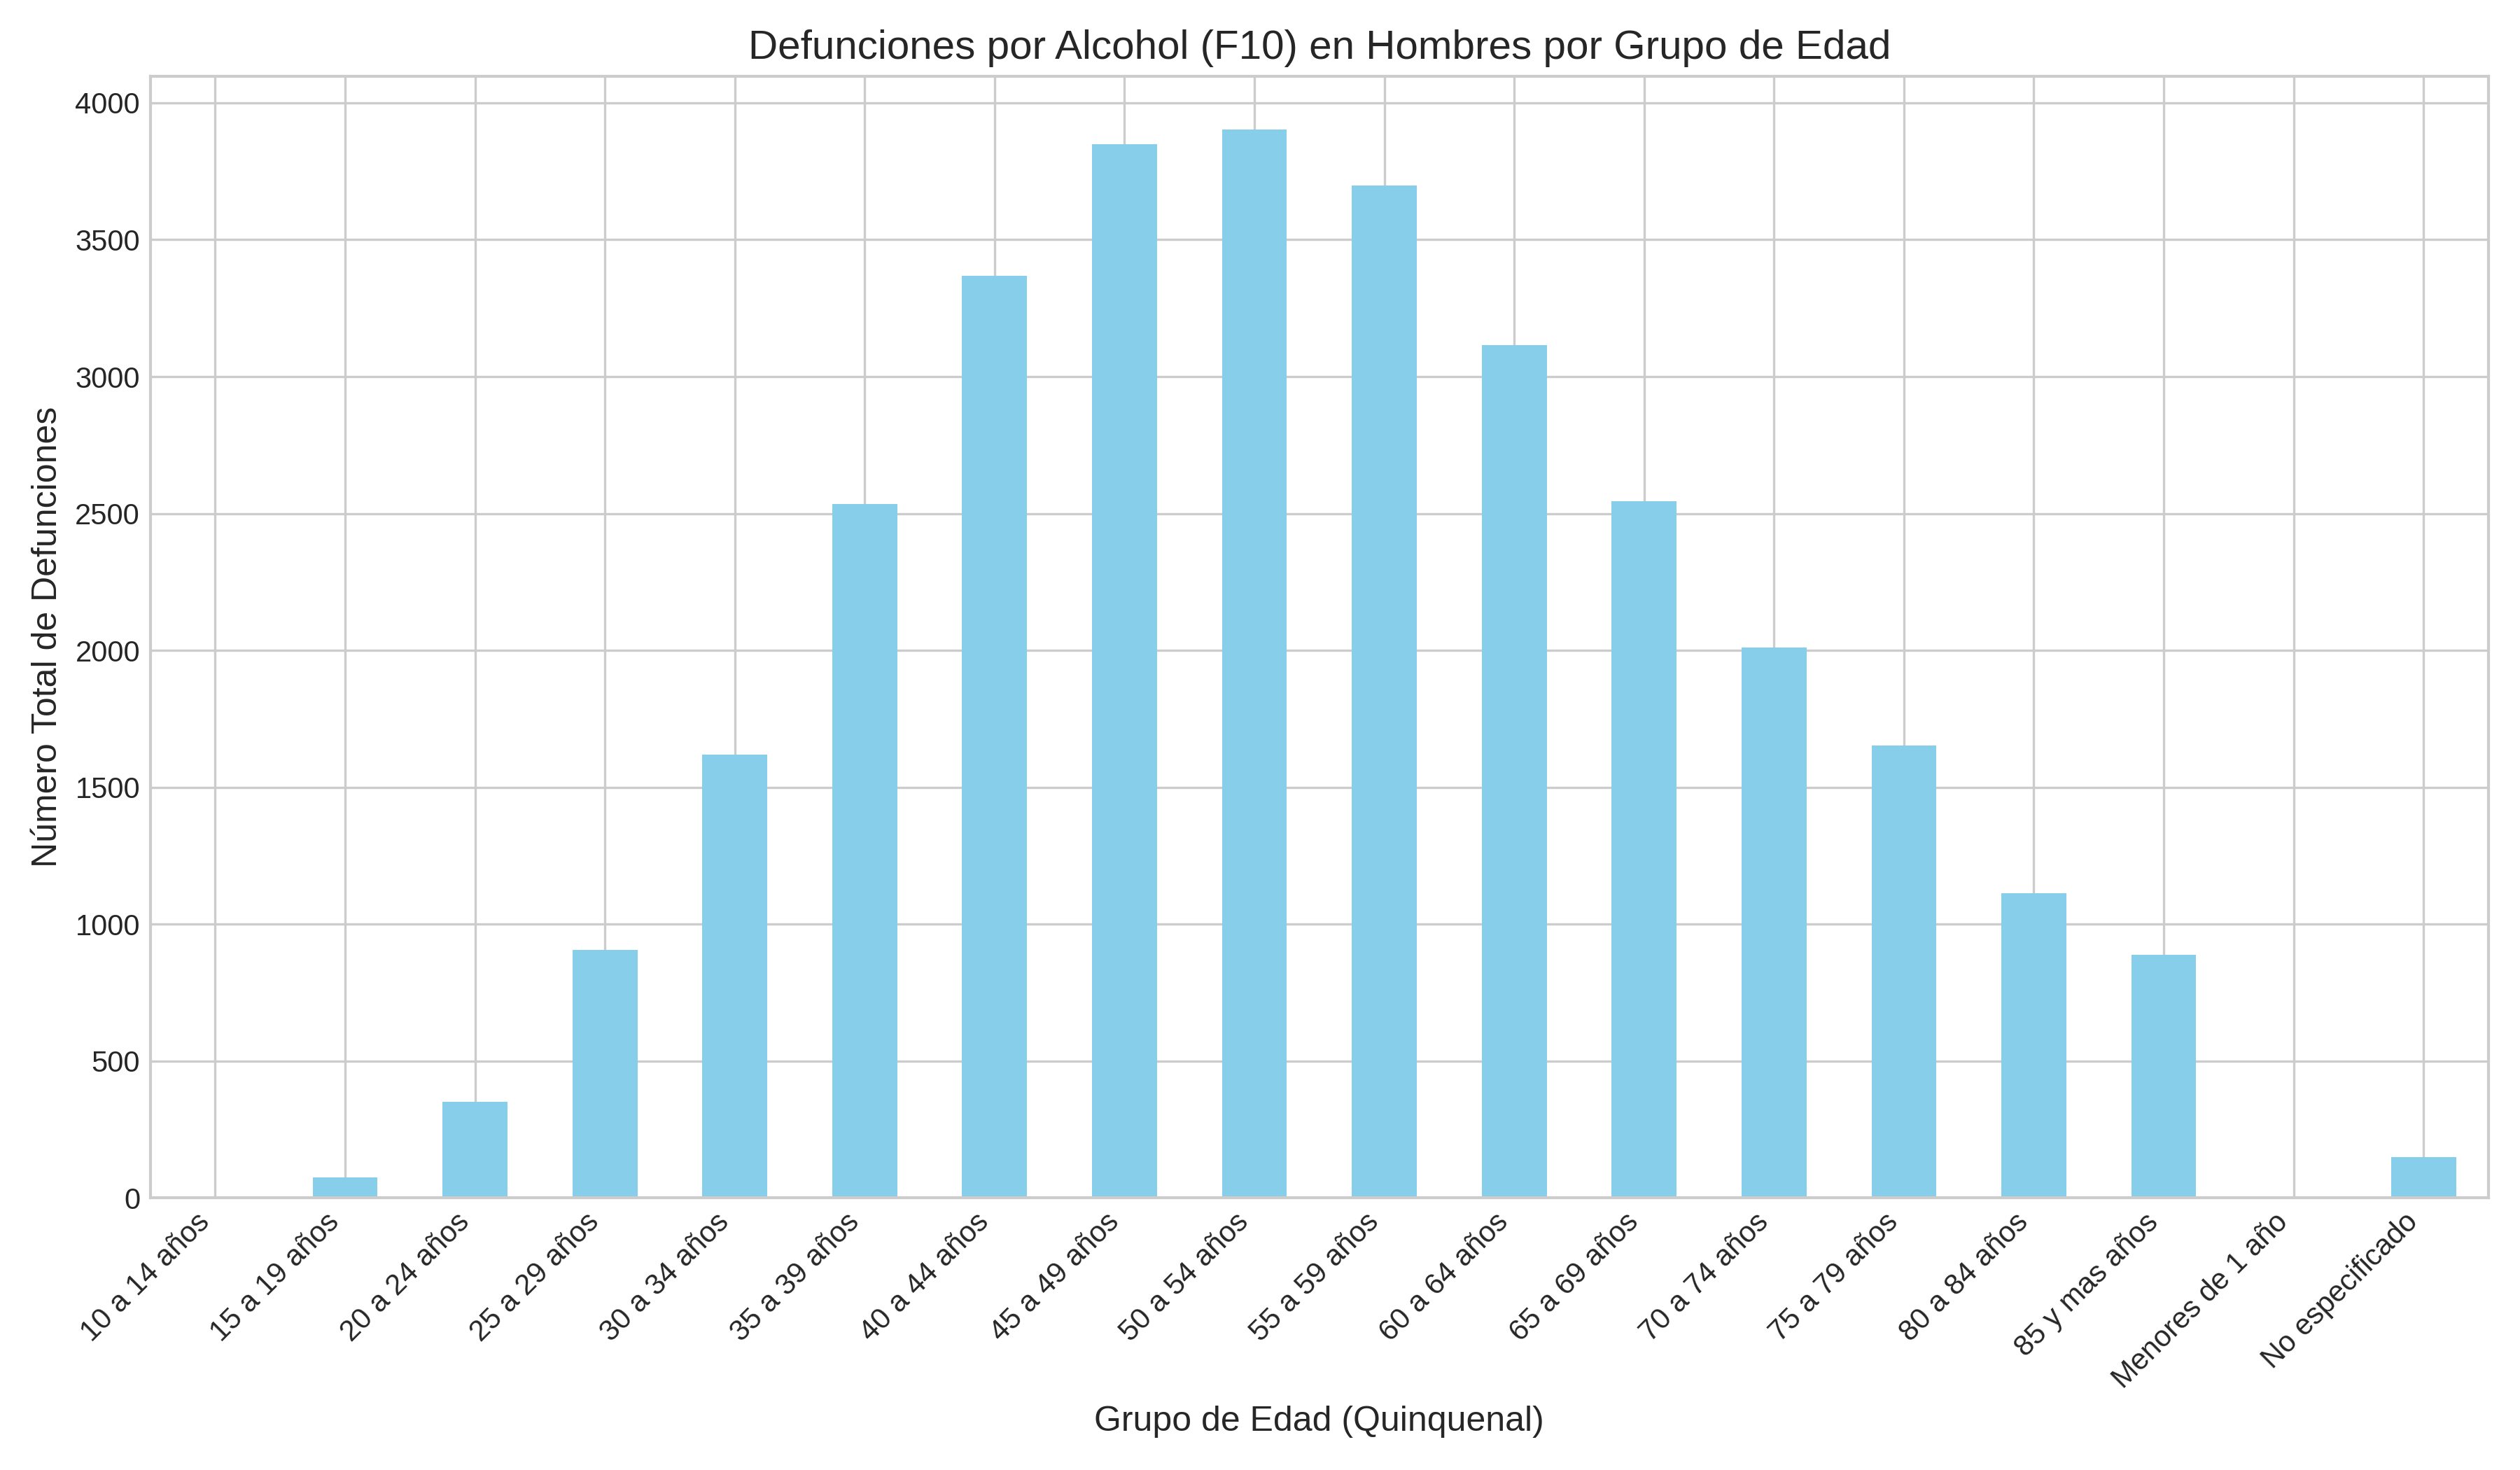 Defunciones por Alcohol (F10) en Hombres por Grupo de Edad
Número Total de Defunciones
4000
3500
3000
2500
2000
1500
1000
500
0
10 a 14 años
15 a 19 años
20 a 24 años
25 a 29 años
30 a 34 años
35 a 39 años
40 a 44 años
45 a 49 años
50 a 54 años
55 a 59 años
60 a 64 años
65 a 69 años
70 a 74 años
75 a 79 años
80 a 84 años
85 y mas años
Menores de 1 año
No especificado
Grupo de Edad (Quinquenal)